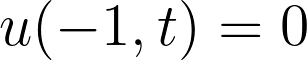 u(−1, t) = 0